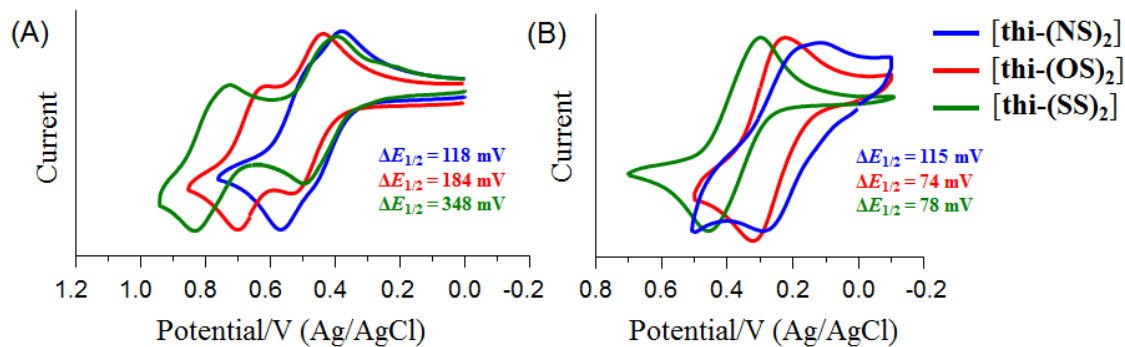 (A)
Current
ΔE1/2 = 118 mV
ΔE1/2 = 184 mV
ΔE1/2 = 348 mV
1.2 1.0 0.8 0.6 0.4 0.2 0.0 -0.2
Potential/V (Ag/AgCl)
(B)
Current
ΔE1/2 = 115 mV
ΔE1/2 = 74 mV
ΔE1/2 = 78 mV
0.8 0.6 0.4 0.2 0.0 -0.2
Potential/V (Ag/AgCl)
[thi-(NS)2]
[thi-(OS)2]
[thi-(SS)2]